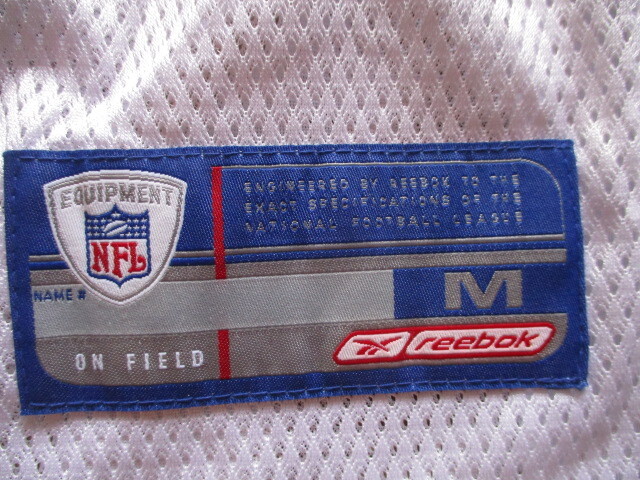 EQUIPMENT
NFL
ENGINEERED BY REEBOK TO THE
EXACT SPECIFICATIONS OF THE
NATIONAL FOOTBALL LEAGUE
NAME #
M
ON FIELD
reebok